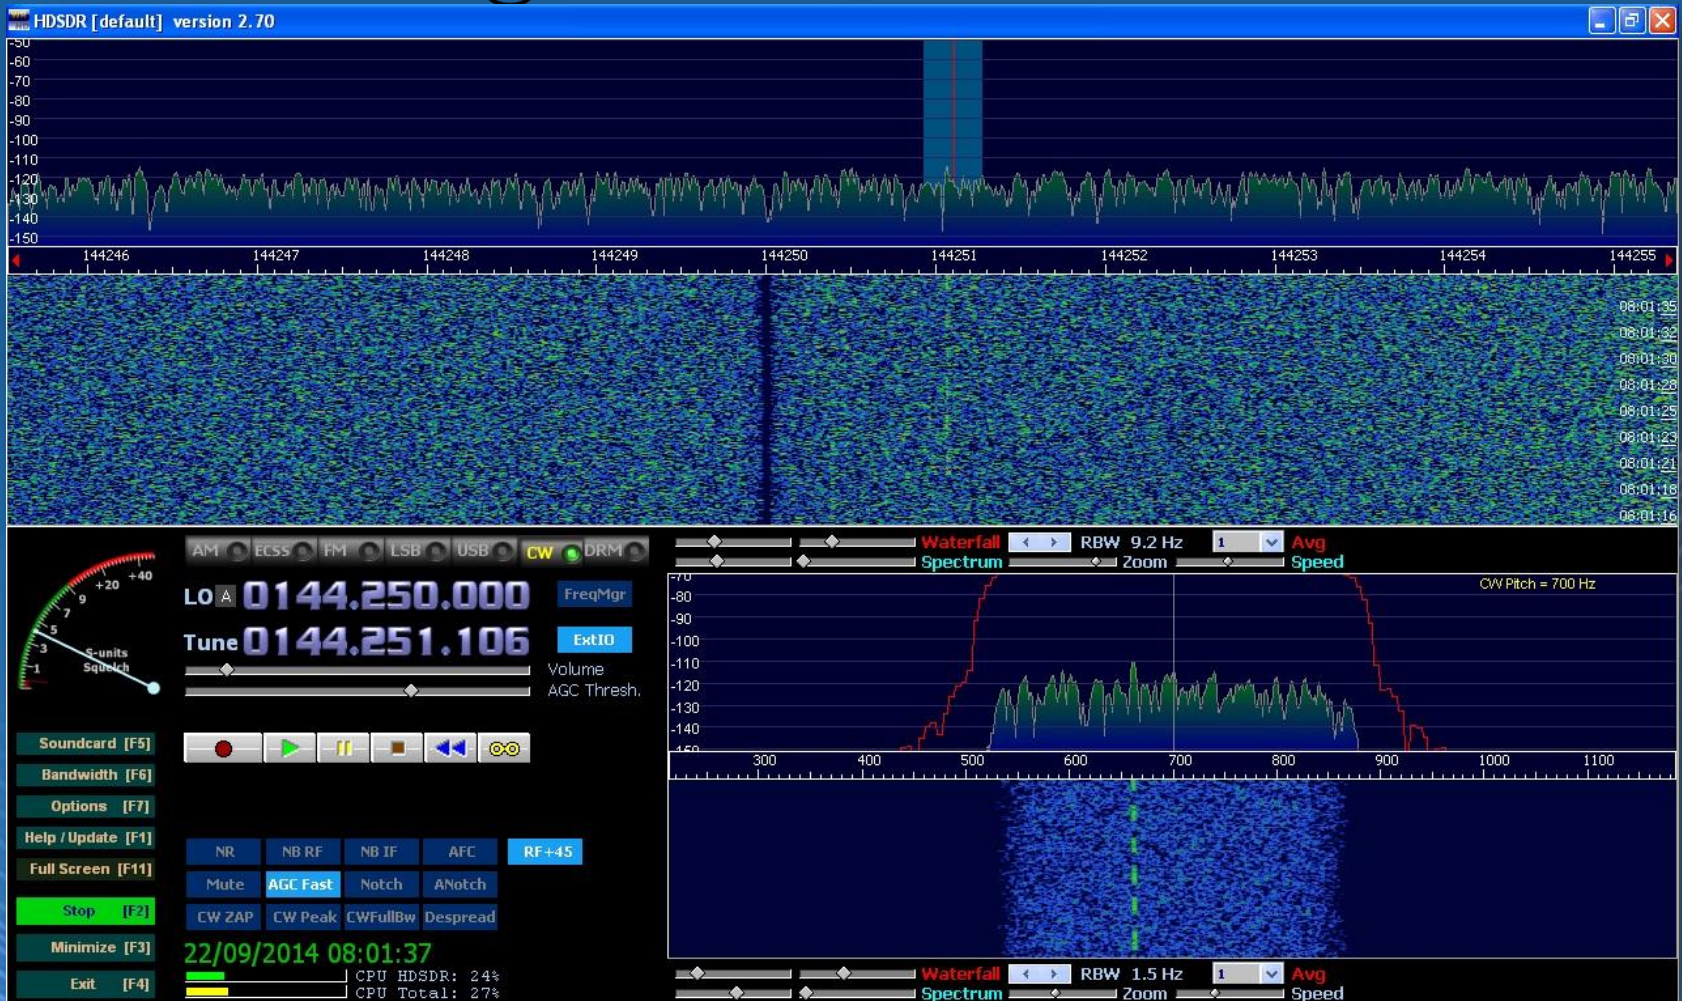 HDSDR [default] version 2.70
-50
-60
-70
-80
-90
-100
-110
-120
-130
-140
-150
144246 144247 144248 144249 144250 144251 144252 144253 144254 144255
08:01:35
08:01:32
08:01:30
08:01:28
08:01:25
08:01:23
08:01:21
08:01:18
08:01:16
AM ECSS FM LSB USB CW DRM
LO A 0144.250.000 FreqMgr
Tune 0144.251.106 ExtIO
Volume
AGC Thresh.
+40
+20
9
7
5
3
1
S-units
Squelch
Soundcard [F5]
Bandwidth [F6]
Options [F7]
Help / Update [F1]
Full Screen [F11]
Stop [F2]
Minimize [F3]
Exit [F4]
NR NB RF NB IF AFC RF+45
Mute AGC Fast Notch ANotch
CW ZAP CW Peak CWFullBw Despread
22/09/2014 08:01:37
CPU HDSDR: 24%
CPU Total: 27%
Waterfall RBW 9.2 Hz 1 Avg
Spectrum Zoom Speed
CW Pitch = 700 Hz
-70
-80
-90
-100
-110
-120
-130
-140
-150
300 400 500 600 700 800 900 1000 1100
Waterfall RBW 1.5 Hz 1 Avg
Spectrum Zoom Speed